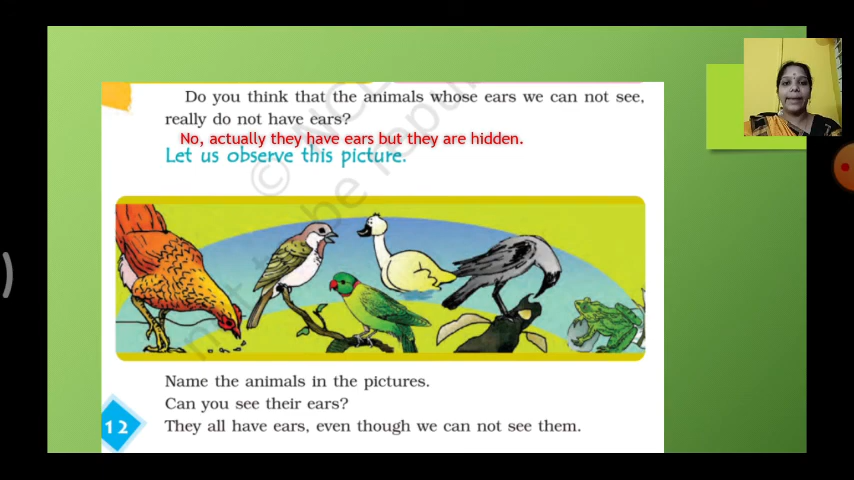 Do you think that the animals whose ears we can not see,
really do not have ears?
No, actually they have ears but they are hidden.
Let us observe this picture.
Name the animals in the pictures.
Can you see their ears?
12
They all have ears, even though we can not see them.